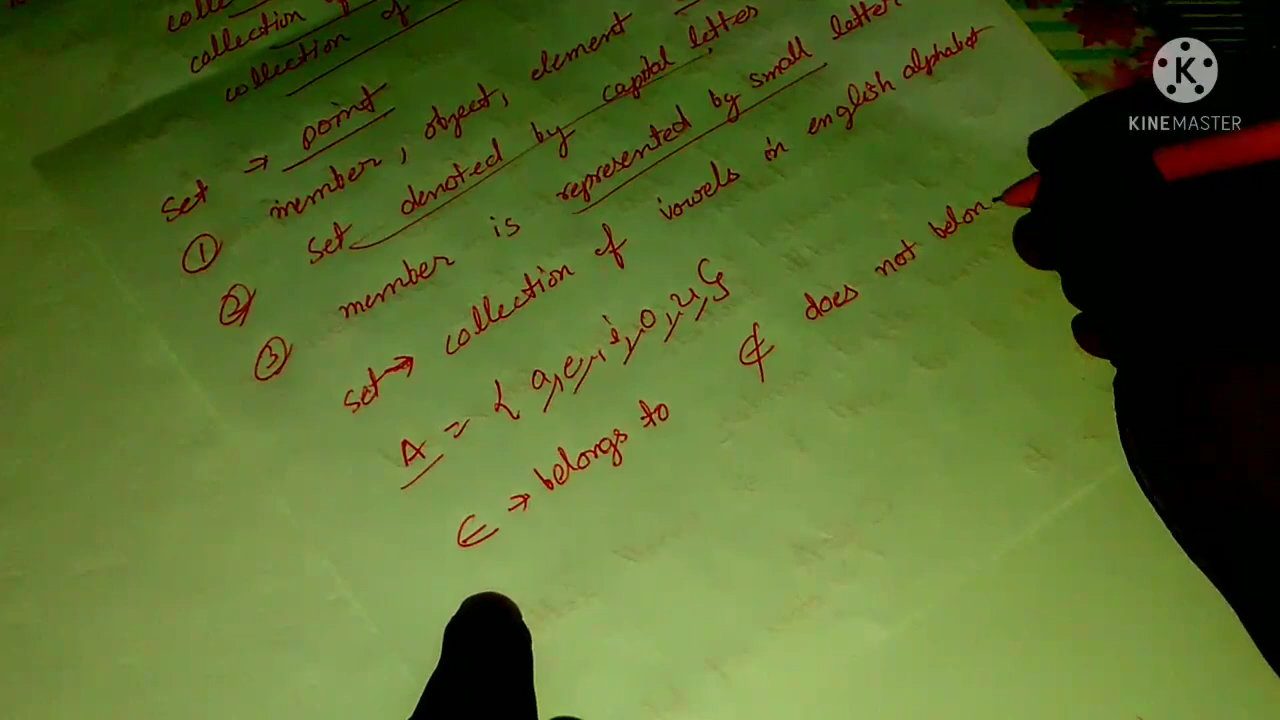 collection of
collection of
Set → point
① member, object, element
② Set denoted by capital letters
③ member is represented by small letter
Set → collection of vowels in english alphabet
A = { a, e, i, o, u, }
∈ → belongs to ∉ does not belon
K
KINEMASTER